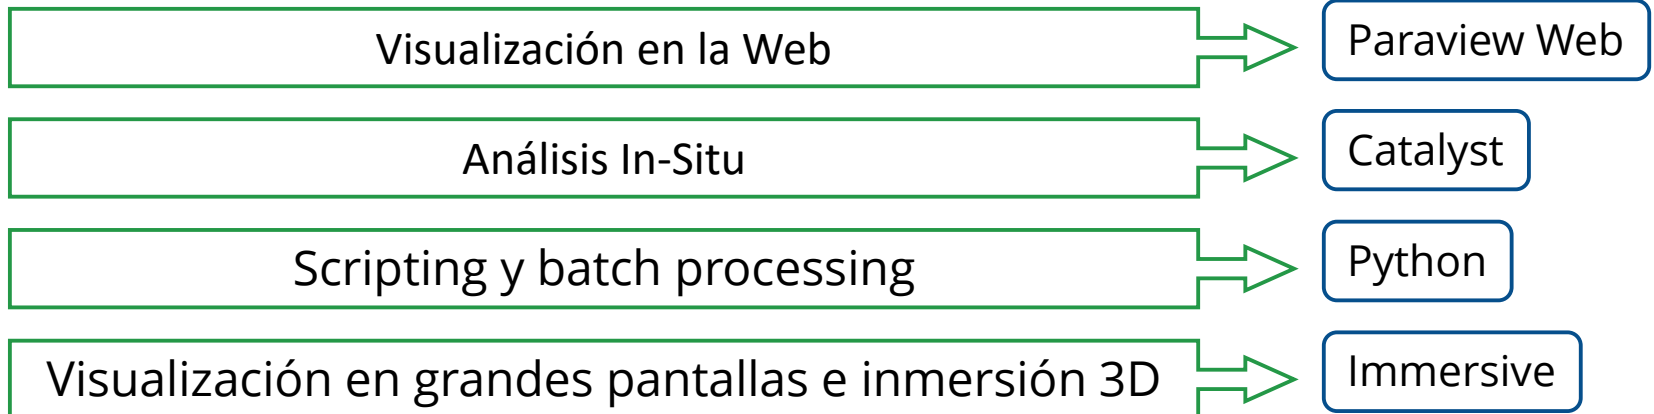 Visualización en la Web
Paraview Web
Análisis In-Situ
Catalyst
Scripting y batch processing
Python
Visualización en grandes pantallas e inmersión 3D
Immersive